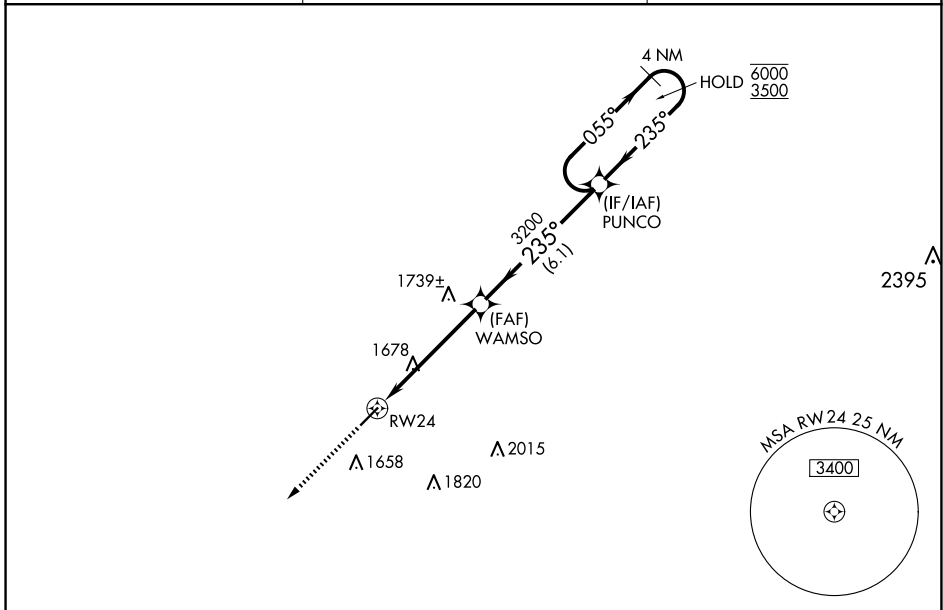 4 NM
HOLD 6000
3500
055°
235°
(IF/IAF)
PUNCO
3200
235°
(6.1)
2395
1739±
(FAF)
WAMSO
1678
RW24
2015
1658
1820
MSA RW24 25 NM
3400